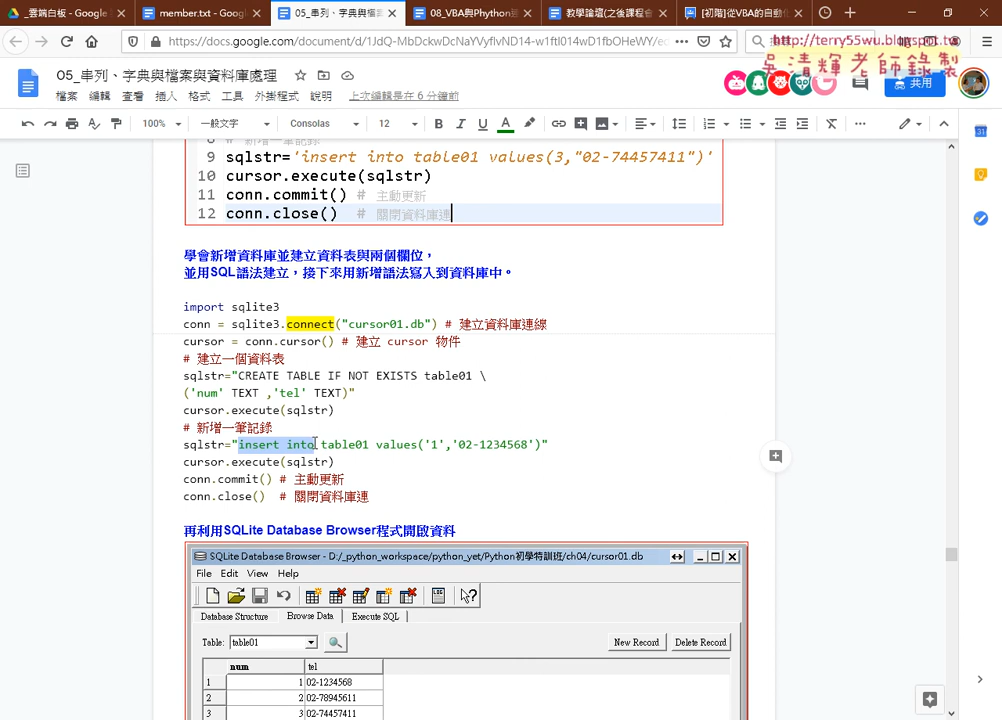 _雲端白板 - Google
member.txt - Google
05_串列、字典與檔案
08_VBA與Phython
教學論壇(之後課程會
[初階]從VBA的自動化
https://docs.google.com/document/d/1JdQ-MbDckwDcNaYVyflvND14-w1ftI014wD1fbOHeWY/e
http://terry55wu.blogspot.tw
吳清輝老師錄製
05_串列、字典與檔案與資料庫處理
共用
檔案 編輯 查看 插入 格式 工具 外掛程式 說明 上次編輯是在 6 分鐘前
100% 一般文字 Consolas 12 B I U A
8 # 新增一筆記錄
9 sqlstr='insert into table01 values(3,"02-74457411")'
10 cursor.execute(sqlstr)
11 conn.commit() # 主動更新
12 conn.close() # 關閉資料庫連
學會新增資料庫並建立資料表與兩個欄位，
並用SQL語法建立，接下來用新增語法寫入到資料庫中。
import sqlite3
conn = sqlite3.connect("cursor01.db") # 建立資料庫連線
cursor = conn.cursor() # 建立 cursor 物件
# 建立一個資料表
sqlstr="CREATE TABLE IF NOT EXISTS table01 \
('num' TEXT ,'tel' TEXT)"
cursor.execute(sqlstr)
# 新增一筆記錄
sqlstr="insert into table01 values('1','02-1234568')"
cursor.execute(sqlstr)
conn.commit() # 主動更新
conn.close() # 關閉資料庫連
再利用SQLite Database Browser程式開啟資料
SQLite Database Browser - D:/_python_workspace/python_yet/Python初學特訓班/ch04/cursor01.db
File Edit View Help
Database Structure Browse Data Execute SQL
Table: table01 New Record Delete Record
num tel
1 1 02-1234568
2 2 02-78945611
3 3 02-74457411